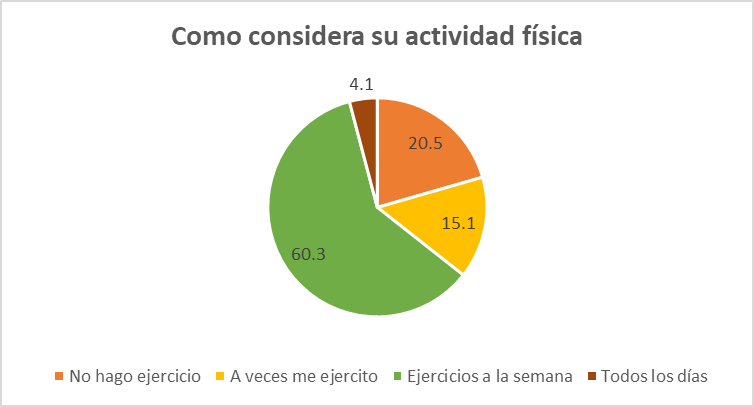 Como considera su actividad física
4.1
20.5
15.1
60.3
No hago ejercicio A veces me ejercito Ejercicios a la semana Todos los días